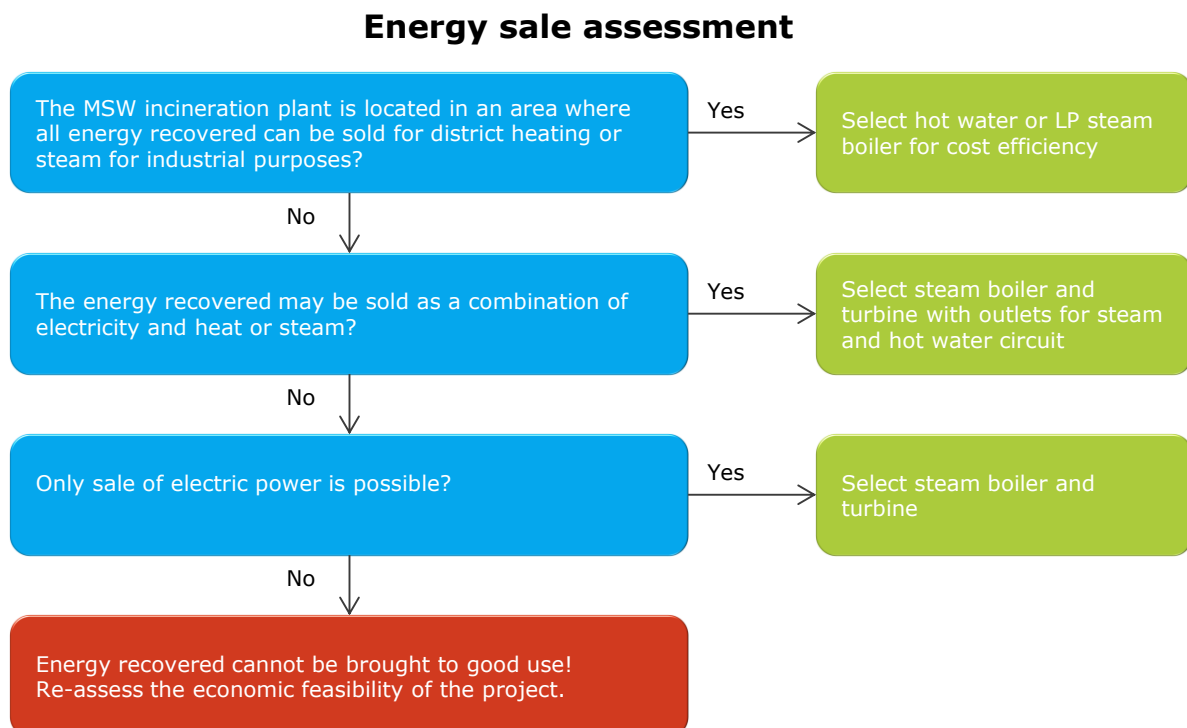 Energy sale assessment
The MSW incineration plant is located in an area where
all energy recovered can be sold for district heating or
steam for industrial purposes?
Yes
Select hot water or LP steam
boiler for cost efficiency
No
The energy recovered may be sold as a combination of
electricity and heat or steam?
Yes
Select steam boiler and
turbine with outlets for steam
and hot water circuit
No
Only sale of electric power is possible?
Yes
Select steam boiler and
turbine
No
Energy recovered cannot be brought to good use!
Re-assess the economic feasibility of the project.